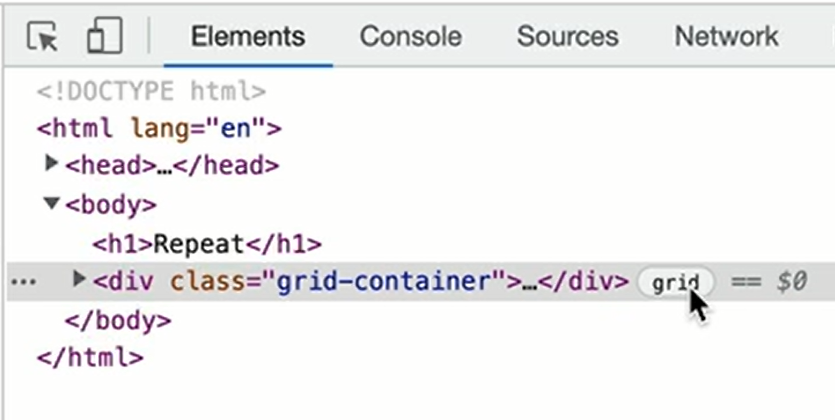 Elements Console Sources Network
<!DOCTYPE html>
<html lang="en">
<head>…</head>
<body>
<h1>Repeat</h1>
<div class="grid-container">…</div> grid == $0
</body>
</html>